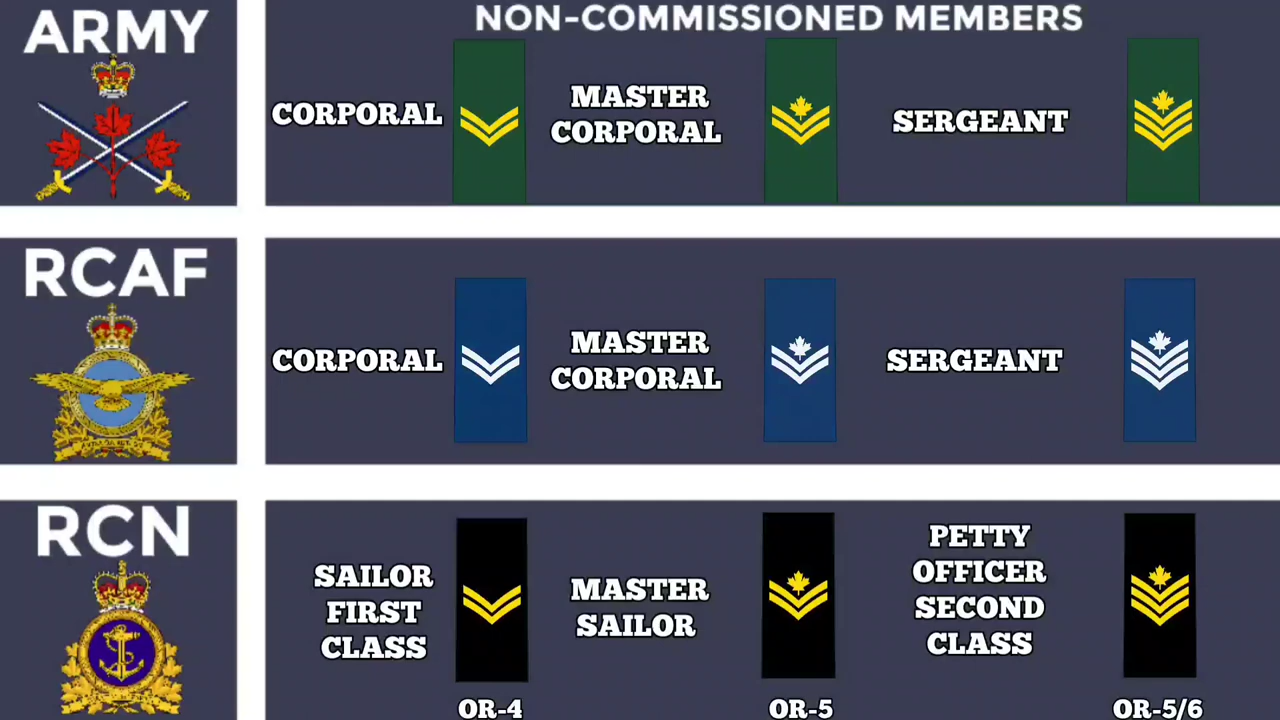 ARMY
NON-COMMISSIONED MEMBERS
CORPORAL
MASTER
CORPORAL
SERGEANT
RCAF
CORPORAL
MASTER
CORPORAL
SERGEANT
RCN
SAILOR
FIRST
CLASS
MASTER
SAILOR
PETTY
OFFICER
SECOND
CLASS
OR-4
OR-5
OR-5/6